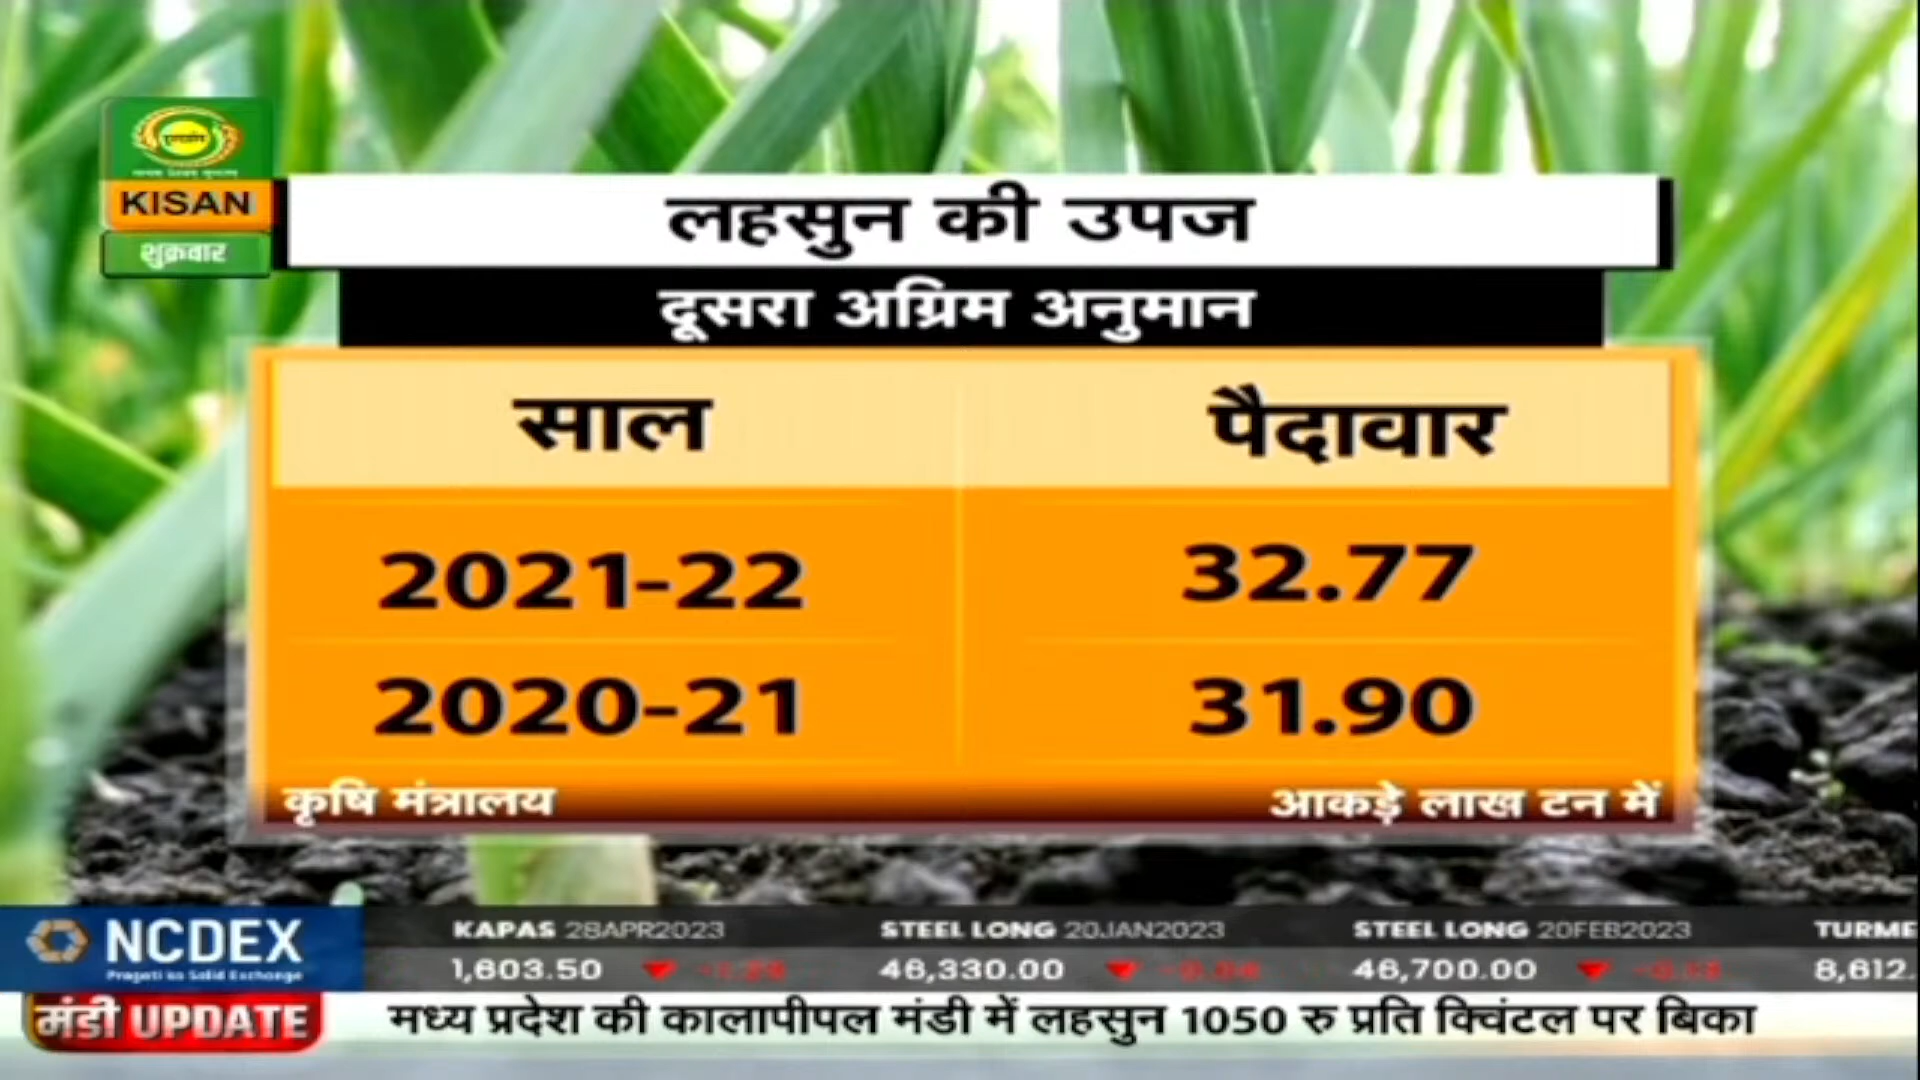 KISAN
शुक्रवार
लहसुन की उपज
दूसरा अग्रिम अनुमान
साल पैदावार
2021-22 32.77
2020-21 31.90
कृषि मंत्रालय आकड़े लाख टन में
NCDEX KAPAS 28APR2023 STEEL LONG 20JAN2023 STEEL LONG 20FEB2023 TURME
1,603.50 46,330.00 46,700.00 8,612.
मंडी UPDATE मध्य प्रदेश की कालापीपल मंडी में लहसुन 1050 रु प्रति क्विंटल पर बिका